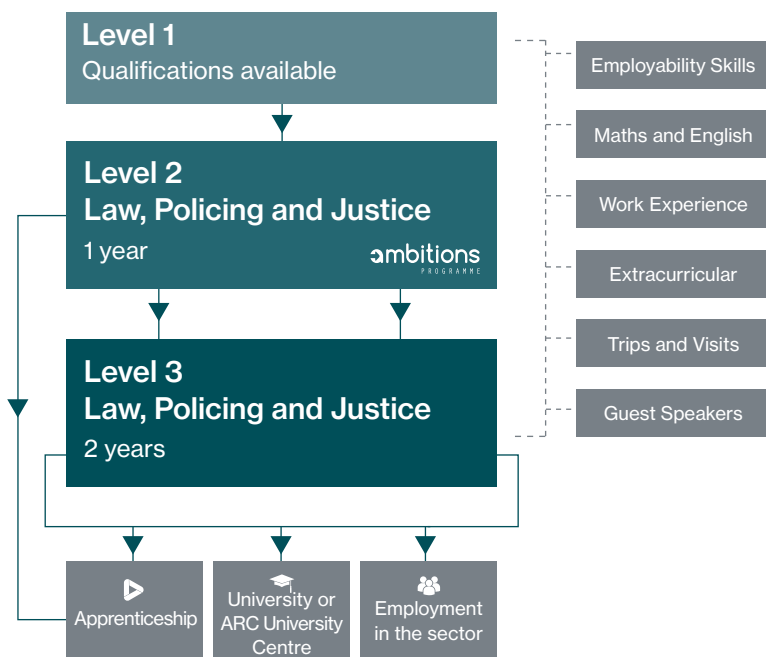 Level 1
Qualifications available
Level 2
Law, Policing and Justice
1 year
ambitions
PROGRAMME
Level 3
Law, Policing and Justice
2 years
Apprenticeship
University or
ARC University
Centre
Employment
in the sector
Employability Skills
Maths and English
Work Experience
Extracurricular
Trips and Visits
Guest Speakers